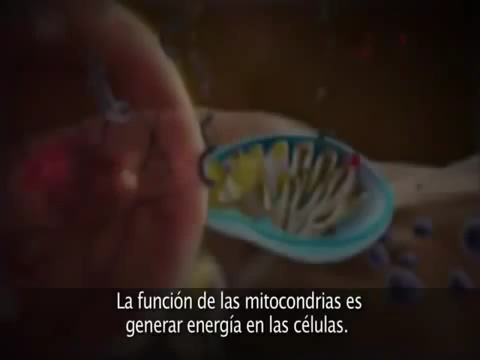 La función de las mitocondrias es
generar energía en las células.